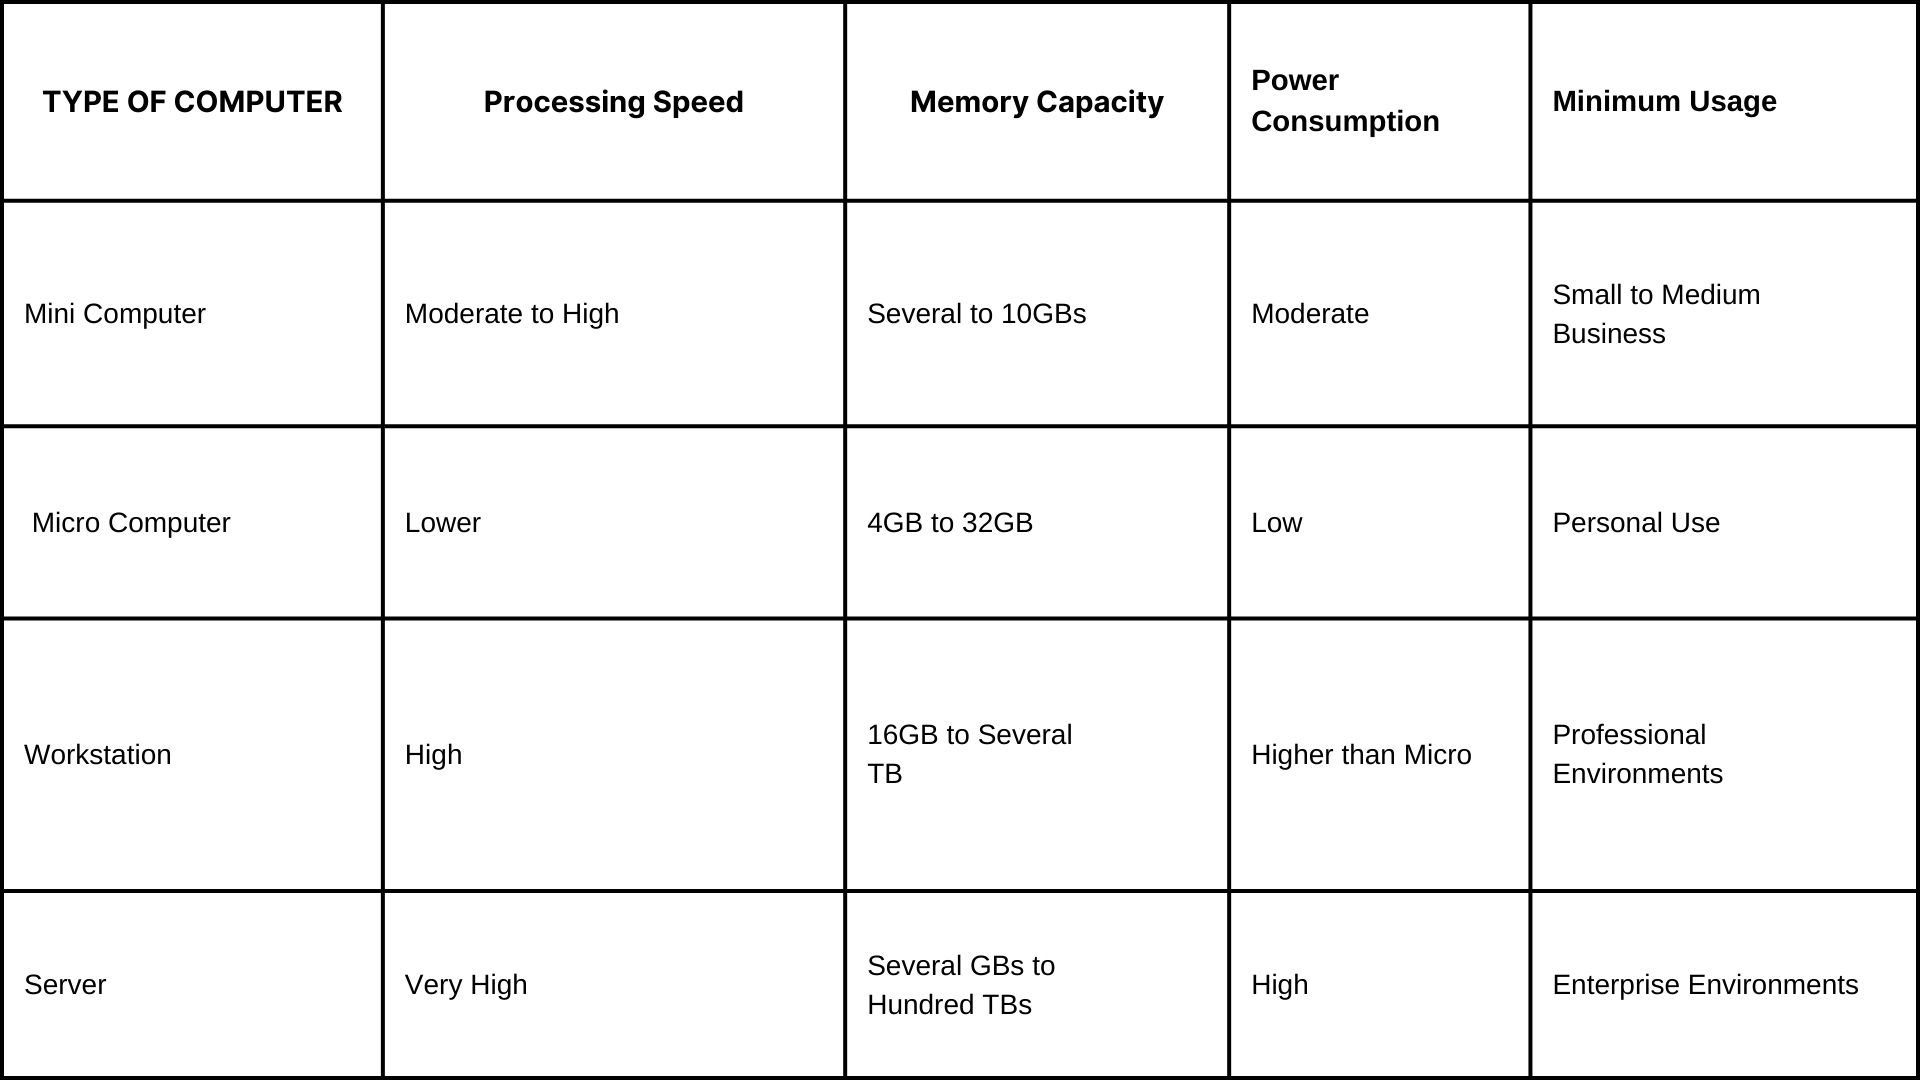 TYPE OF COMPUTER
Processing Speed
Memory Capacity
Power
Consumption
Minimum Usage
Mini Computer
Moderate to High
Several to 10GBs
Moderate
Small to Medium
Business
Micro Computer
Lower
4GB to 32GB
Low
Personal Use
Workstation
High
16GB to Several
TB
Higher than Micro
Professional
Environments
Server
Very High
Several GBs to
Hundred TBs
High
Enterprise Environments